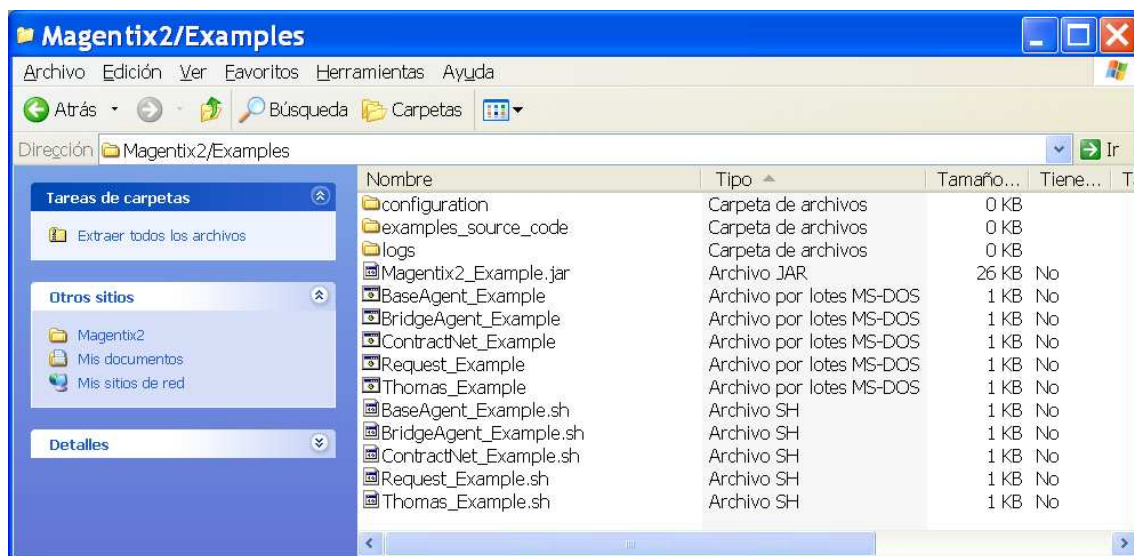 Magentix2/Examples
Archivo Edición Ver Favoritos Herramientas Ayuda
Atrás Búsqueda Carpetas
Dirección Magentix2/Examples Ir
Tareas de carpetas
Extraer todos los archivos
Otros sitios
Magentix2
Mis documentos
Mis sitios de red
Detalles
Nombre Tipo Tamaño... Tiene... T
configuration Carpeta de archivos 0 KB
examples_source_code Carpeta de archivos 0 KB
logs Carpeta de archivos 0 KB
Magentix2_Example.jar Archivo JAR 26 KB No
BaseAgent_Example Archivo por lotes MS-DOS 1 KB No
BridgeAgent_Example Archivo por lotes MS-DOS 1 KB No
ContractNet_Example Archivo por lotes MS-DOS 1 KB No
Request_Example Archivo por lotes MS-DOS 1 KB No
Thomas_Example Archivo por lotes MS-DOS 1 KB No
BaseAgent_Example.sh Archivo SH 1 KB No
BridgeAgent_Example.sh Archivo SH 1 KB No
ContractNet_Example.sh Archivo SH 1 KB No
Request_Example.sh Archivo SH 1 KB No
Thomas_Example.sh Archivo SH 1 KB No